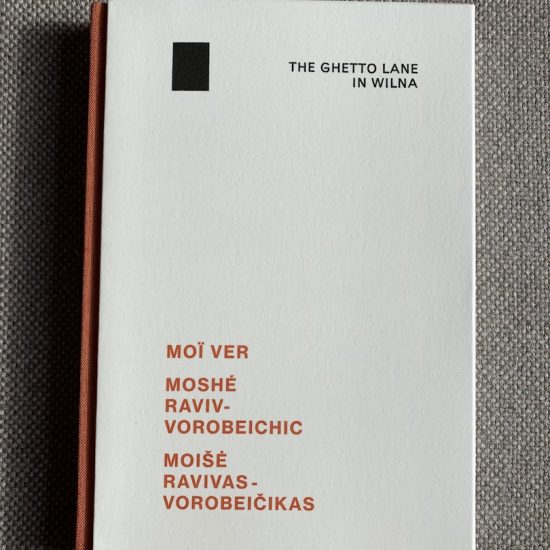 THE GHETTO LANE
IN WILNA
MOÏ VER
MOSHÉ
RAVIV-
VOROBEICHIC
MOIŠĖ
RAVIVAS-
VOROBEIČIKAS